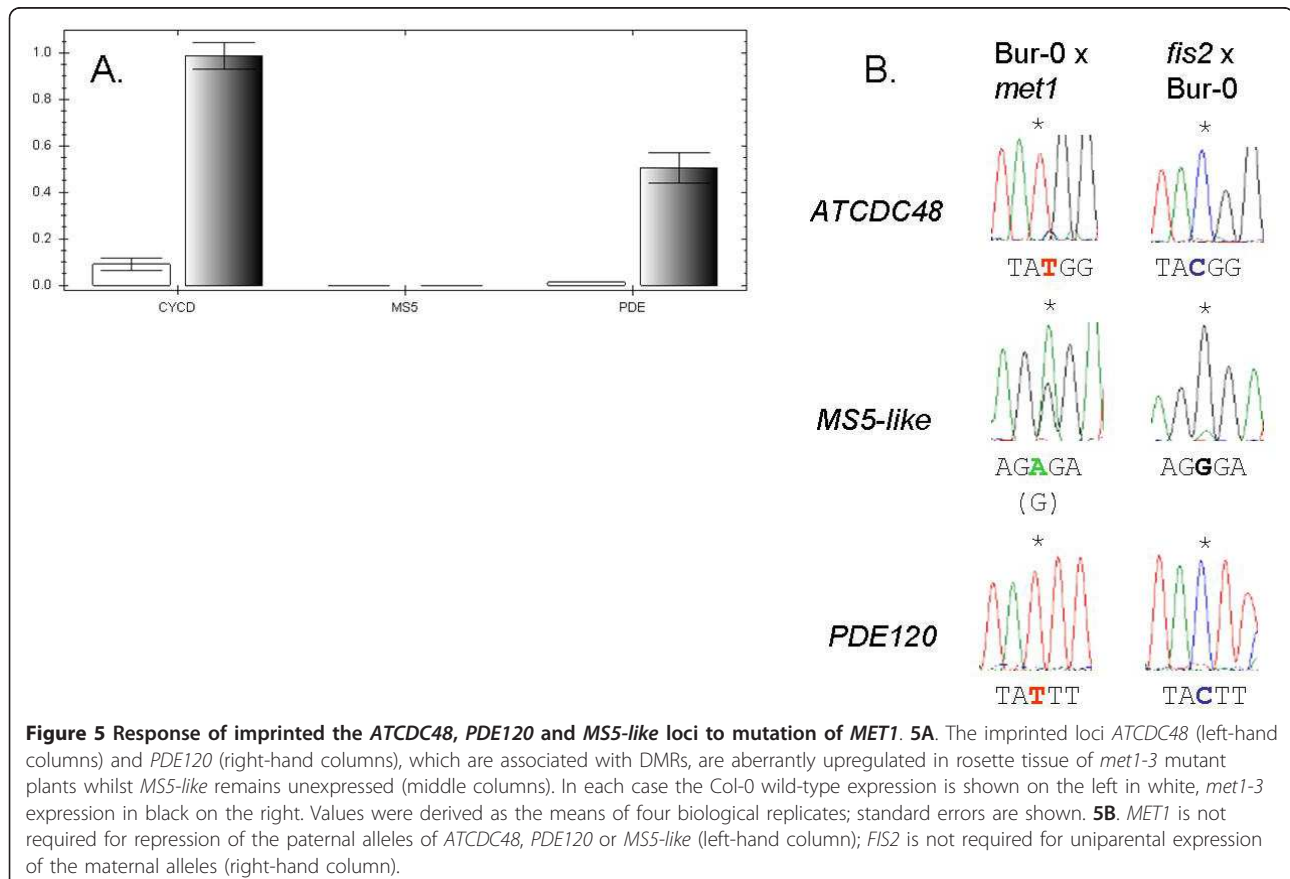 A.
1.0
0.8
0.6
0.4
0.2
0.0
CYCD MS5 PDE
B.
Bur-0 x met1
fis2 x Bur-0
* *
ATCDC48
TATGG TACGG
* *
MS5-like
AGAGA AGGGA
(G)
* *
PDE120
TATTT TACTT
Figure 5 Response of imprinted the ATCDC48, PDE120 and MS5-like loci to mutation of MET1. 5A. The imprinted loci ATCDC48 (left-hand
columns) and PDE120 (right-hand columns), which are associated with DMRs, are aberrantly upregulated in rosette tissue of met1-3 mutant
plants whilst MS5-like remains unexpressed (middle columns). In each case the Col-0 wild-type expression is shown on the left in white, met1-3
expression in black on the right. Values were derived as the means of four biological replicates; standard errors are shown. 5B. MET1 is not
required for repression of the paternal alleles of ATCDC48, PDE120 or MS5-like (left-hand column); FIS2 is not required for uniparental expression
of the maternal alleles (right-hand column).